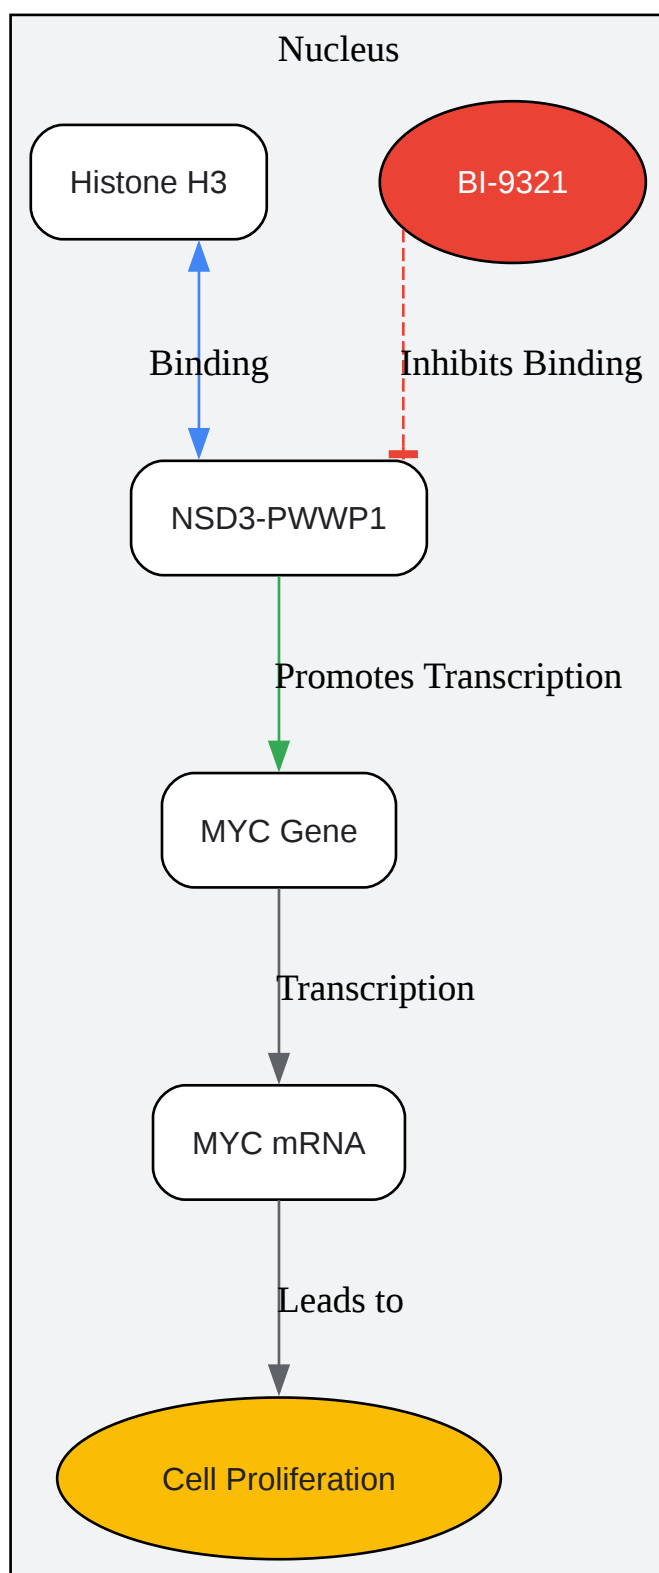 Nucleus
Histone H3
BI-9321
Binding
Inhibits Binding
NSD3-PWWP1
Promotes Transcription
MYC Gene
Transcription
MYC mRNA
Leads to
Cell Proliferation